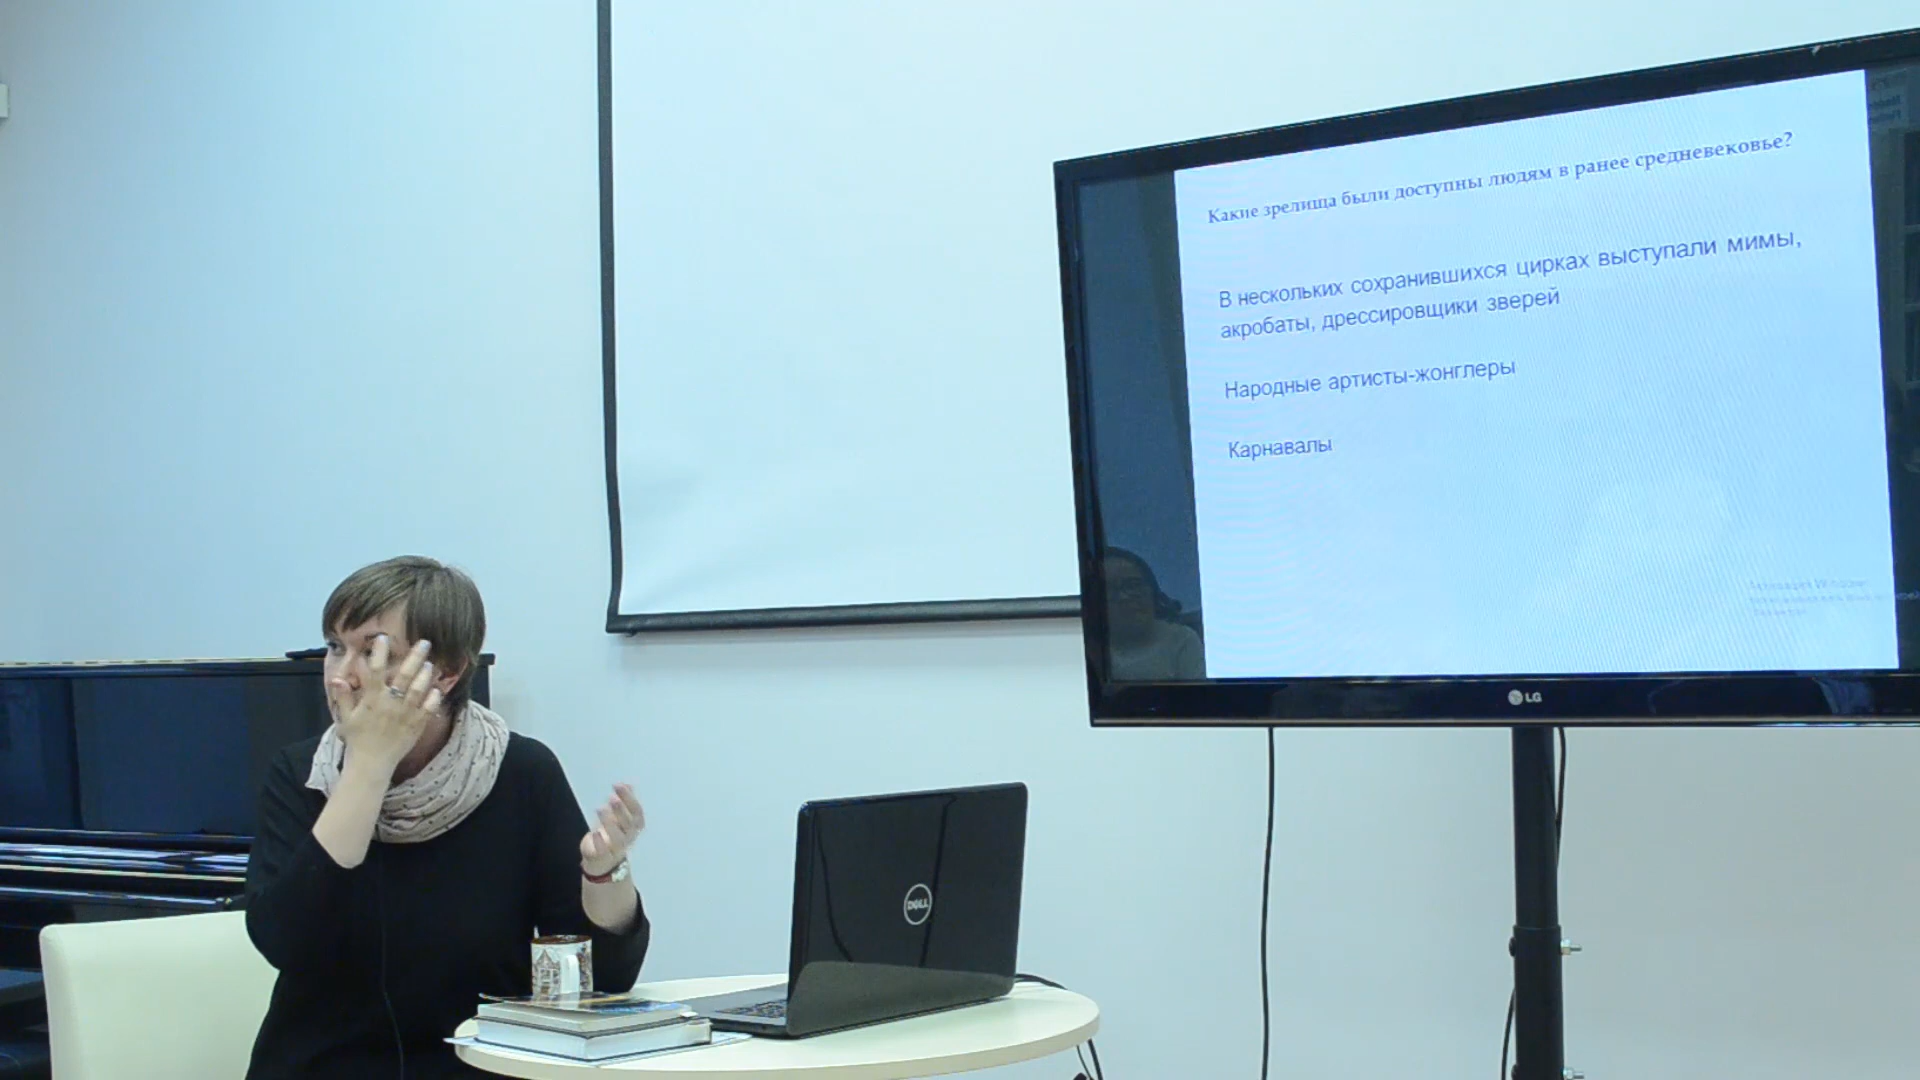 Какие зрелища были доступны людям в ранее средневековье?
В нескольких сохранившихся цирках выступали мимы,
акробаты, дрессировщики зверей
Народные артисты-жонглеры
Карнавалы
LG
DELL